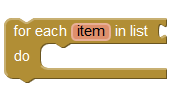 for each item in list
do